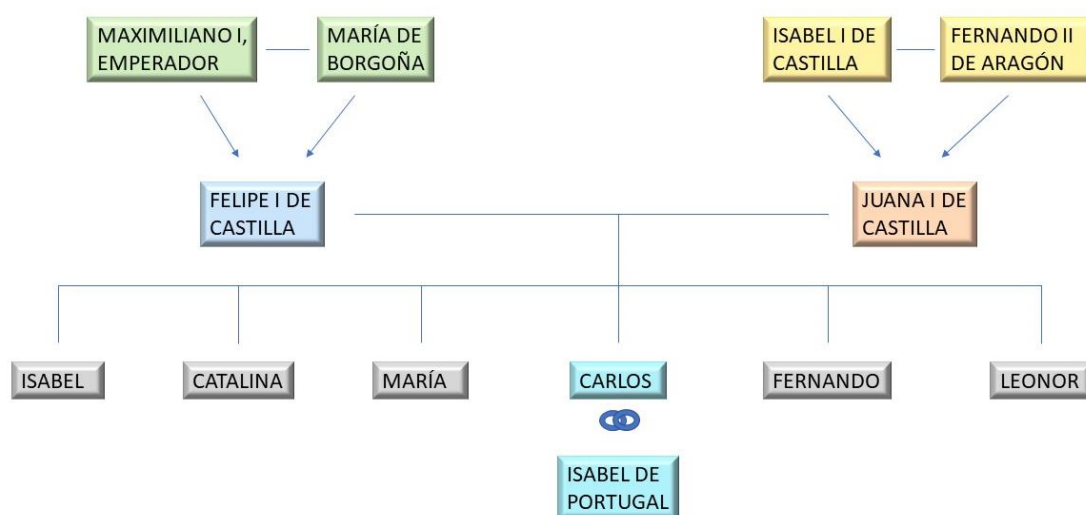 MAXIMILIANO I,
EMPERADOR
MARÍA DE
BORGOÑA
ISABEL I DE
CASTILLA
FERNANDO II
DE ARAGÓN
FELIPE I DE
CASTILLA
JUANA I DE
CASTILLA
ISABEL
CATALINA
MARÍA
CARLOS
FERNANDO
LEONOR
ISABEL DE
PORTUGAL